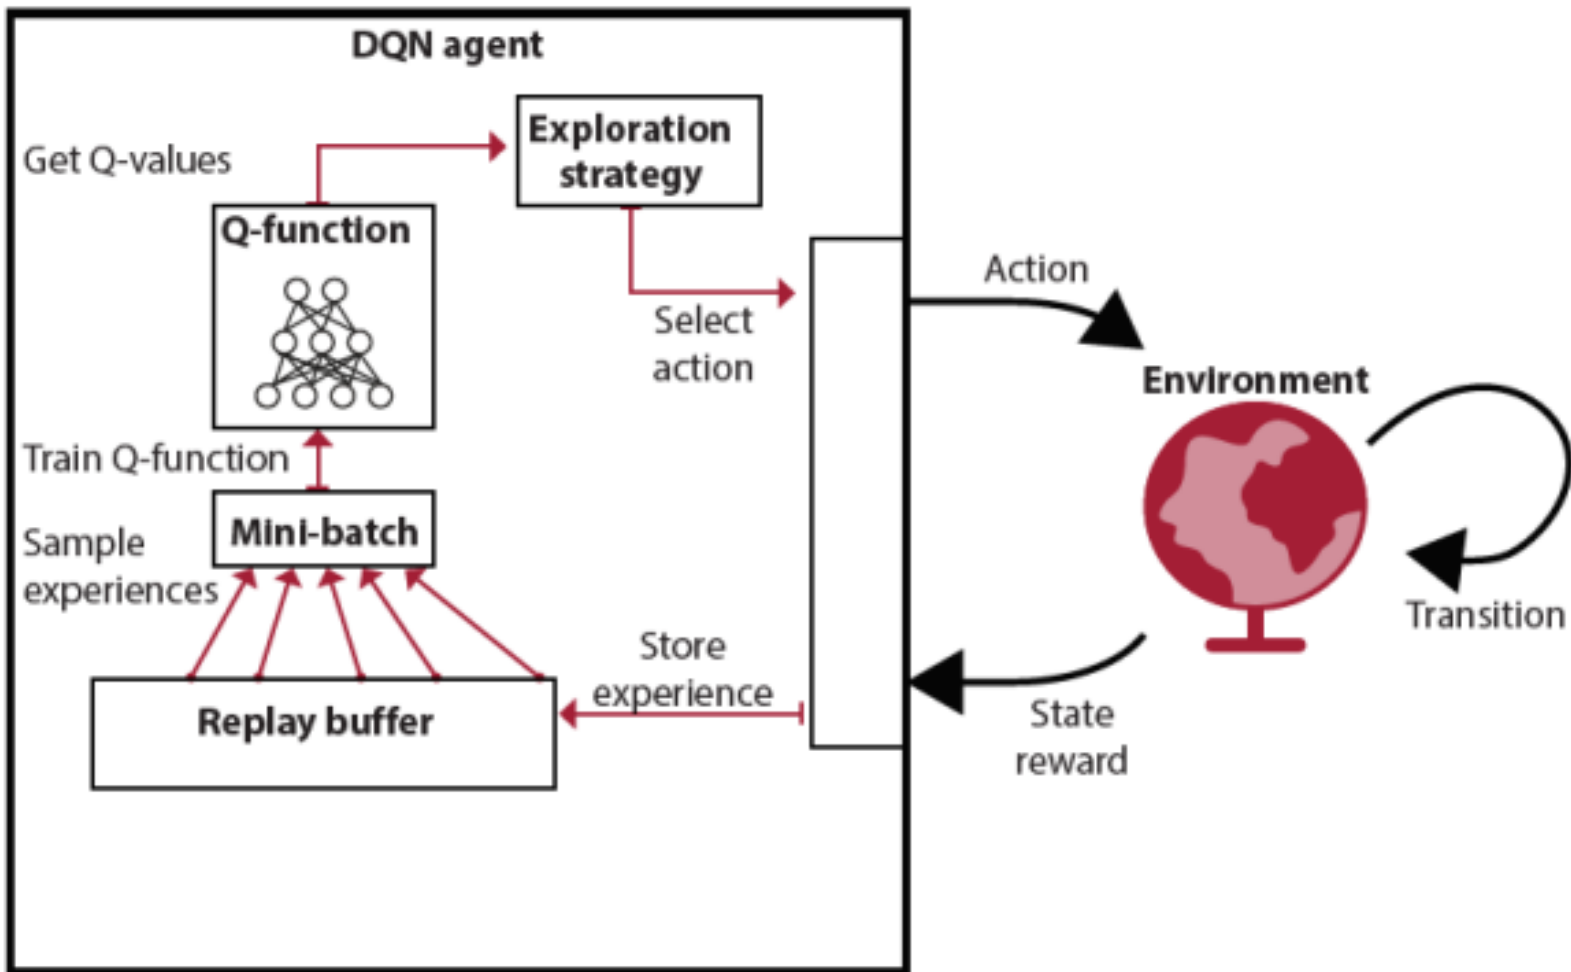 DQN agent
Get Q-values
Exploration
strategy
Q-function
Select
action
Action
Environment
Train Q-function
Mini-batch
Sample
experiences
Transition
Store
experience
Replay buffer
State
reward